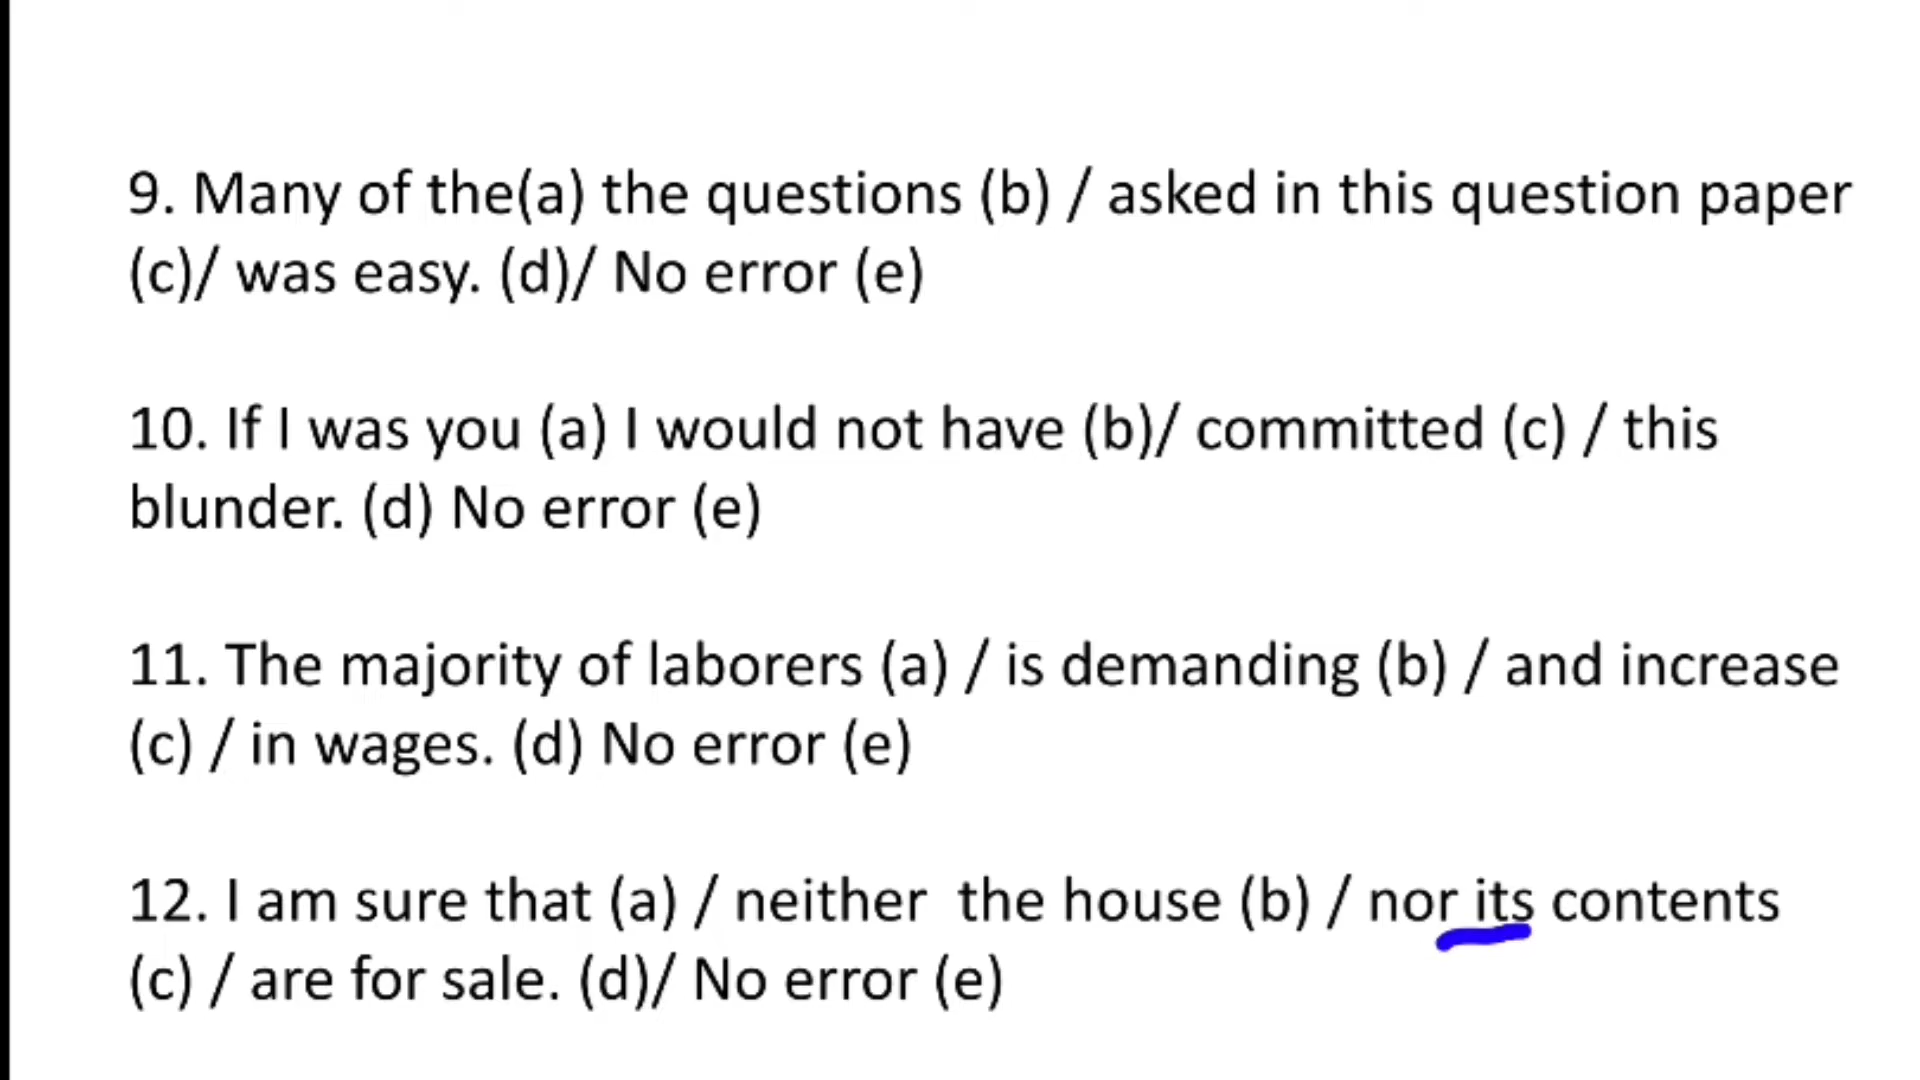 9. Many of the(a) the questions (b) / asked in this question paper
(c)/ was easy. (d)/ No error (e)
10. If I was you (a) I would not have (b)/ committed (c) / this
blunder. (d) No error (e)
11. The majority of laborers (a) / is demanding (b) / and increase
(c) / in wages. (d) No error (e)
12. I am sure that (a) / neither  the house (b) / nor its contents
(c) / are for sale. (d)/ No error (e)